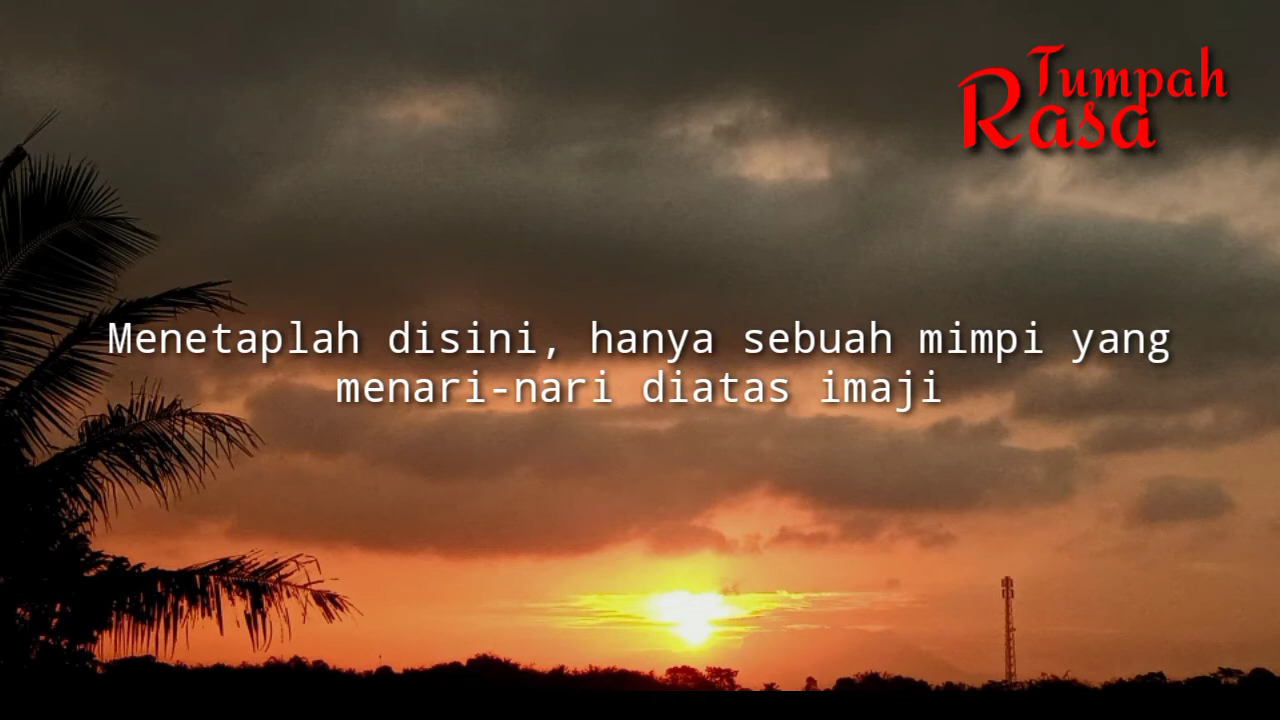 Tumpah
Rasa
Menetaplah disini, hanya sebuah mimpi yang
menari-nari diatas imaji